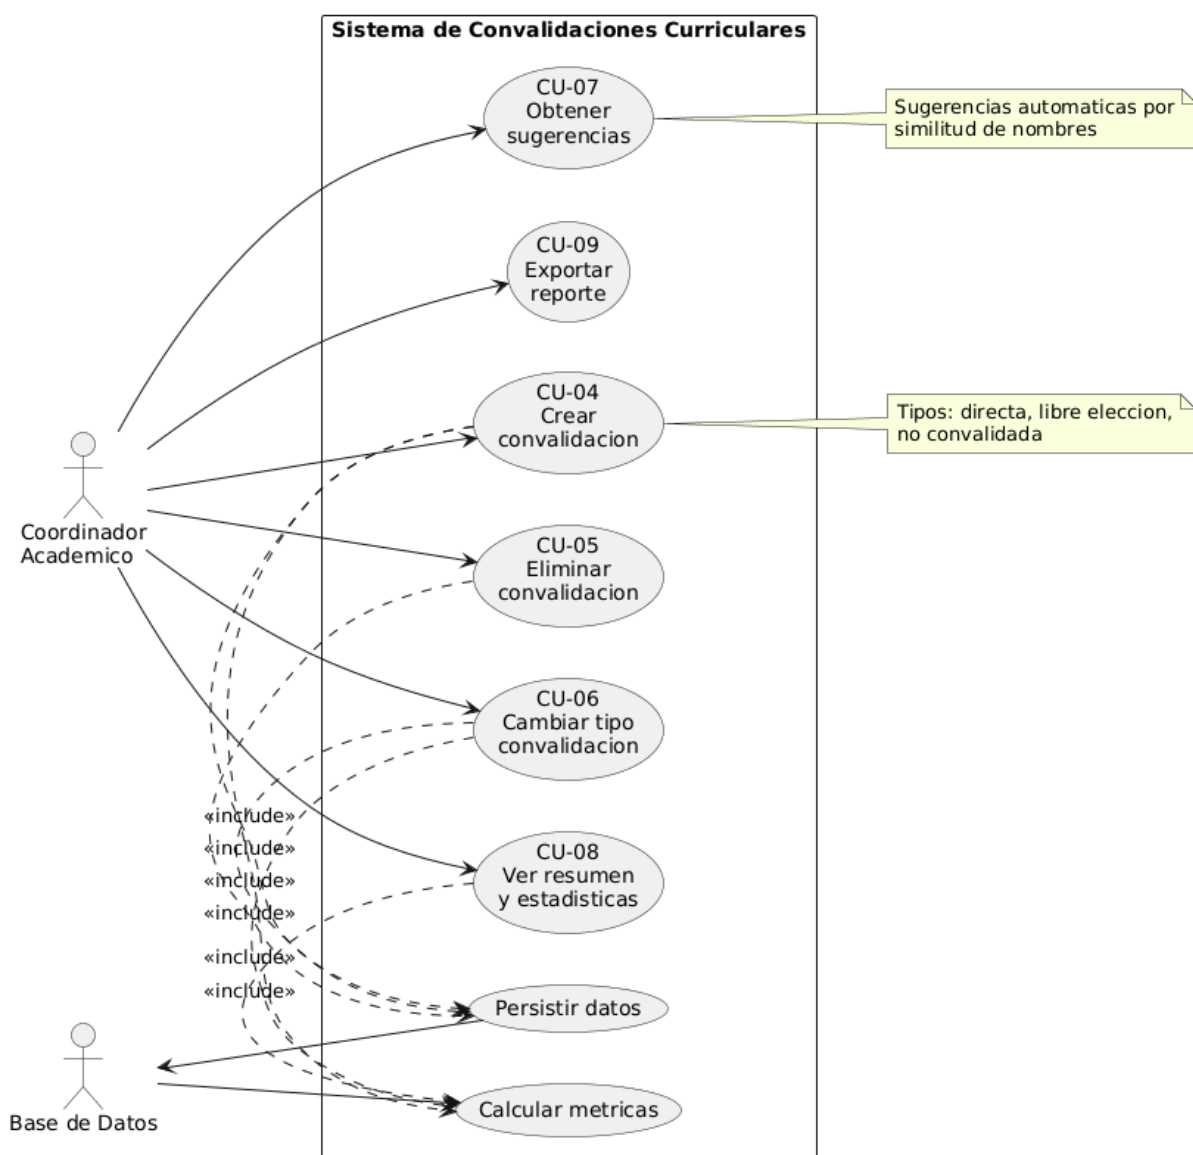 Sistema de Convalidaciones Curriculares
CU-07
Obtener
sugerencias
Sugerencias automaticas por
similitud de nombres
CU-09
Exportar
reporte
CU-04
Crear
convalidacion
Tipos: directa, libre eleccion,
no convalidada
Coordinador
Academico
CU-05
Eliminar
convalidacion
CU-06
Cambiar tipo
convalidacion
«include»
«include»
«include»
«include»
«include»
«include»
CU-08
Ver resumen
y estadisticas
Persistir datos
Base de Datos
Calcular metricas